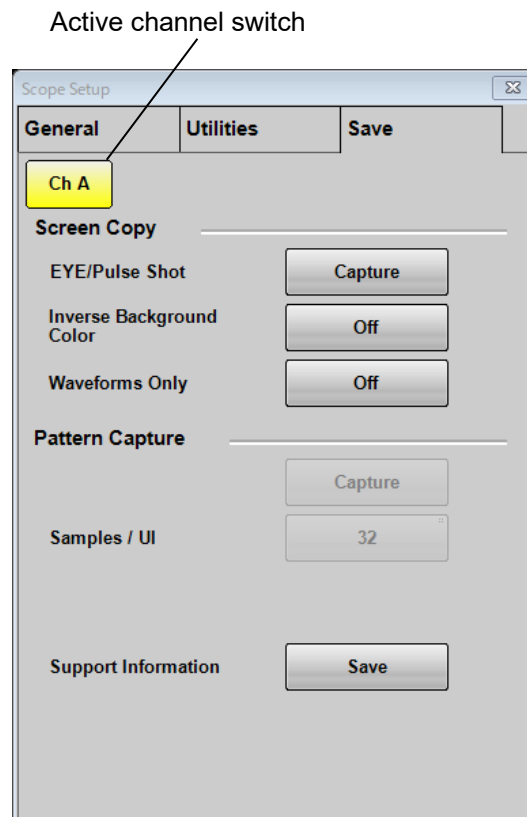 Active channel switch
Scope Setup
General Utilities Save
Ch A
Screen Copy
EYE/Pulse Shot Capture
Inverse Background
Color
Off
Waveforms Only Off
Pattern Capture
Capture
Samples / UI 32
Support Information Save